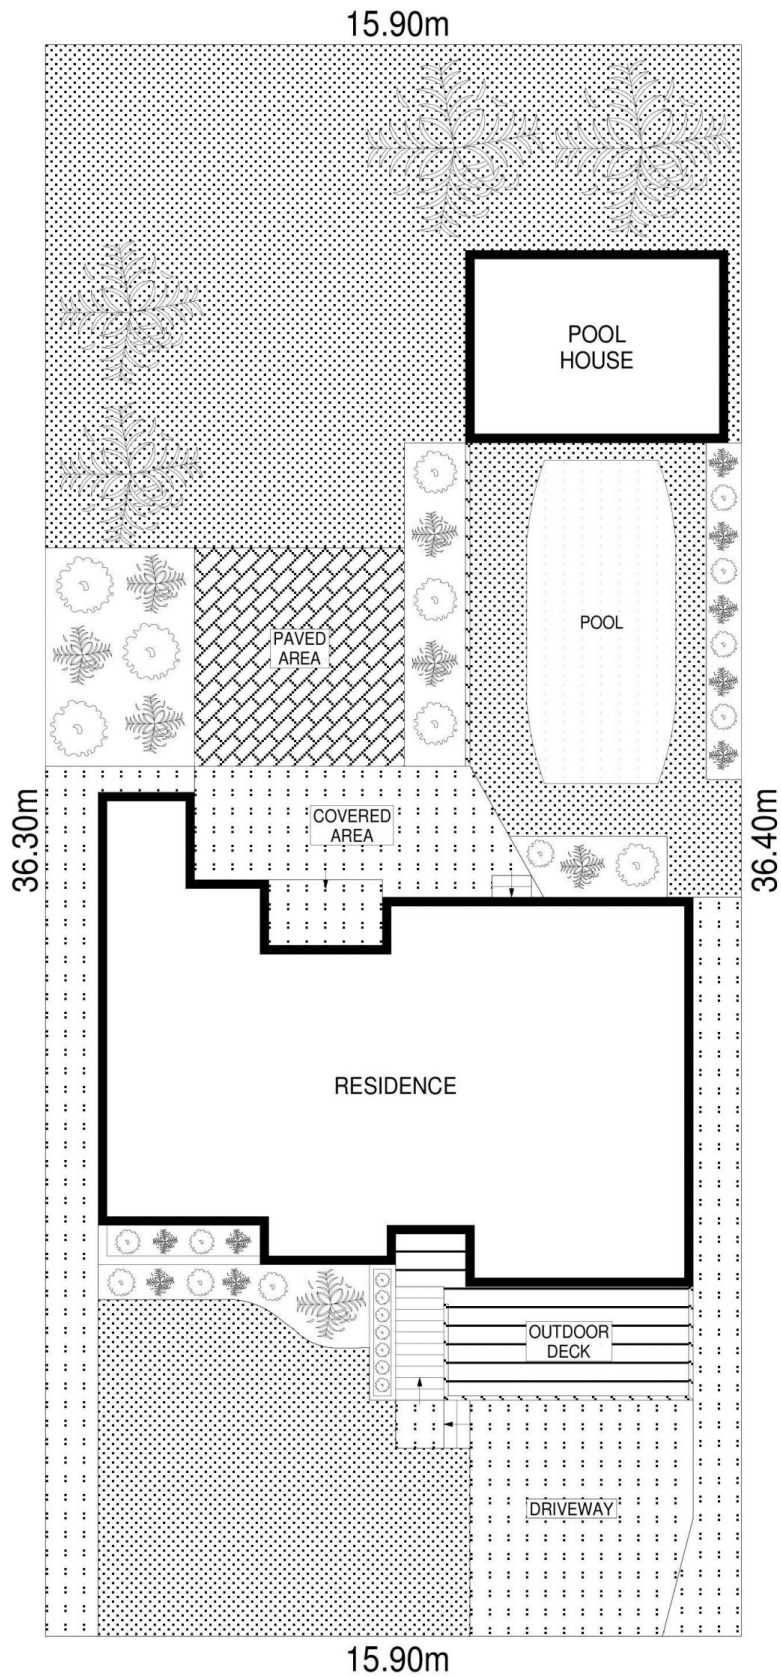 15.90m
POOL
HOUSE
POOL
PAVED
AREA
COVERED
AREA
36.30m
36.40m
RESIDENCE
OUTDOOR
DECK
DRIVEWAY
15.90m